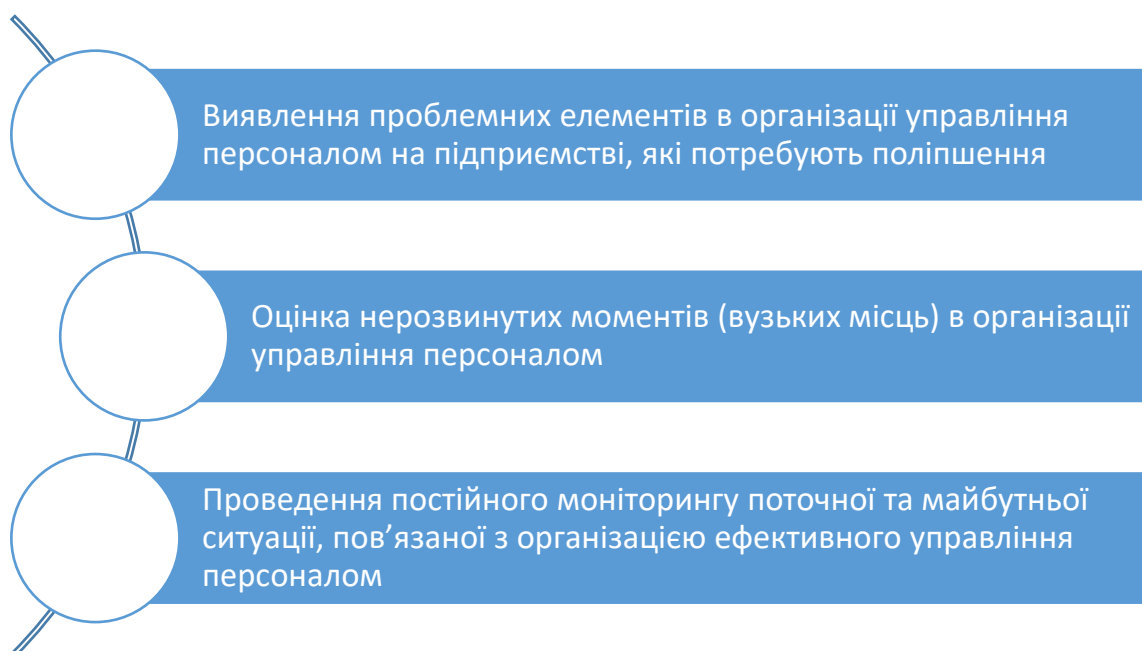 Виявлення проблемних елементів в організації управління
персоналом на підприємстві, які потребують поліпшення
Оцінка нерозвинутих моментів (вузьких місць) в організації
управління персоналом
Проведення постійного моніторингу поточної та майбутньої
ситуації, пов’язаної з організацією ефективного управління
персоналом